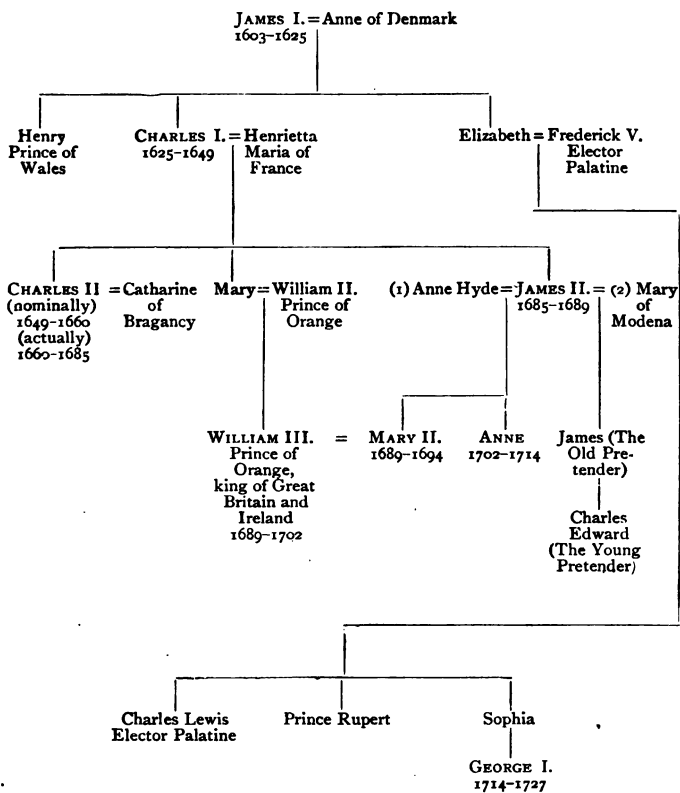 JAMES I. = Anne of Denmark
1603–1625
Henry
Prince of
Wales
CHARLES I. = Henrietta
1625–1649 Maria of
France
Elizabeth = Frederick V.
Elector
Palatine
CHARLES II = Catharine
(nominally) of
1649–1660 Bragancy
(actually)
1660–1685
Mary = William II.
Prince of
Orange
(1) Anne Hyde = JAMES II. = (2) Mary
1685–1689 of
Modena
WILLIAM III. = MARY II.
Prince of
Orange,
king of Great
Britain and
Ireland
1689–1702
1689–1694
ANNE
1702–1714
James (The
Old Pre-
tender)
Charles
Edward
(The Young
Pretender)
Charles Lewis
Elector Palatine
Prince Rupert
Sophia
GEORGE I.
1714–1727